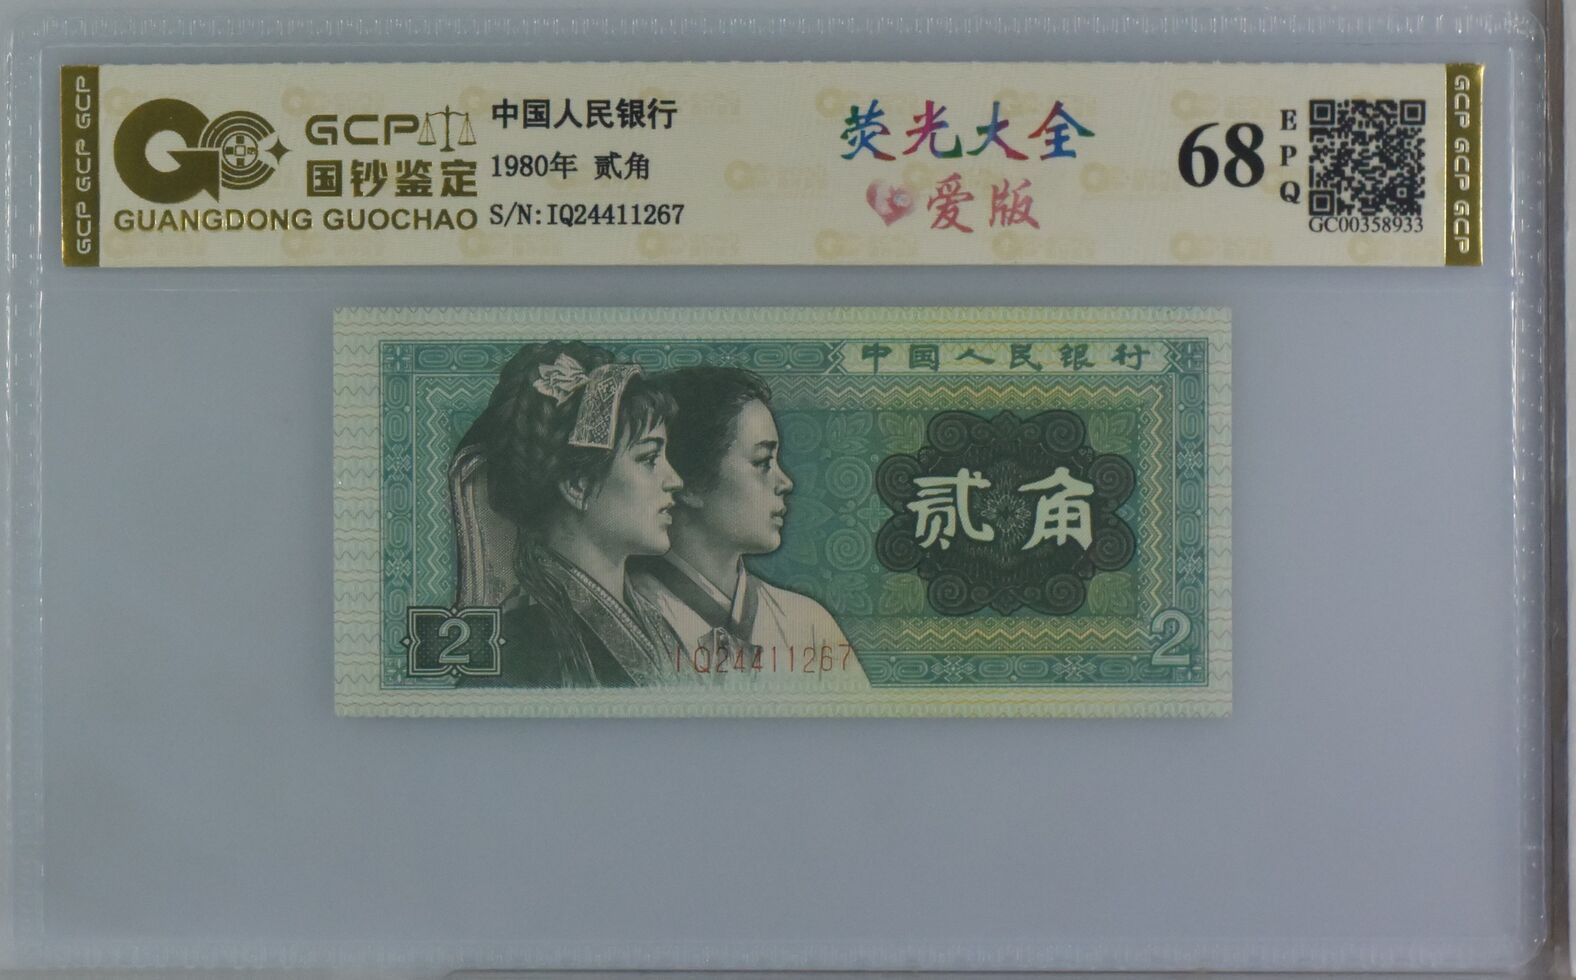 GCP GCP GCP
GCP
国钞鉴定
GUANGDONG GUOCHAO
中国人民银行
1980年 贰角
S/N:IQ24411267
荧光大全
爱版
68
EPQ
GC00358933
GCP GCP GCP
中国人民银行
贰角
2
2
IQ24411267